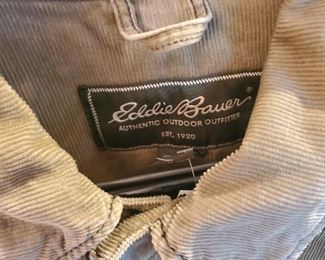 Eddie Bauer®
AUTHENTIC OUTDOOR OUTFITTER
EST. 1920